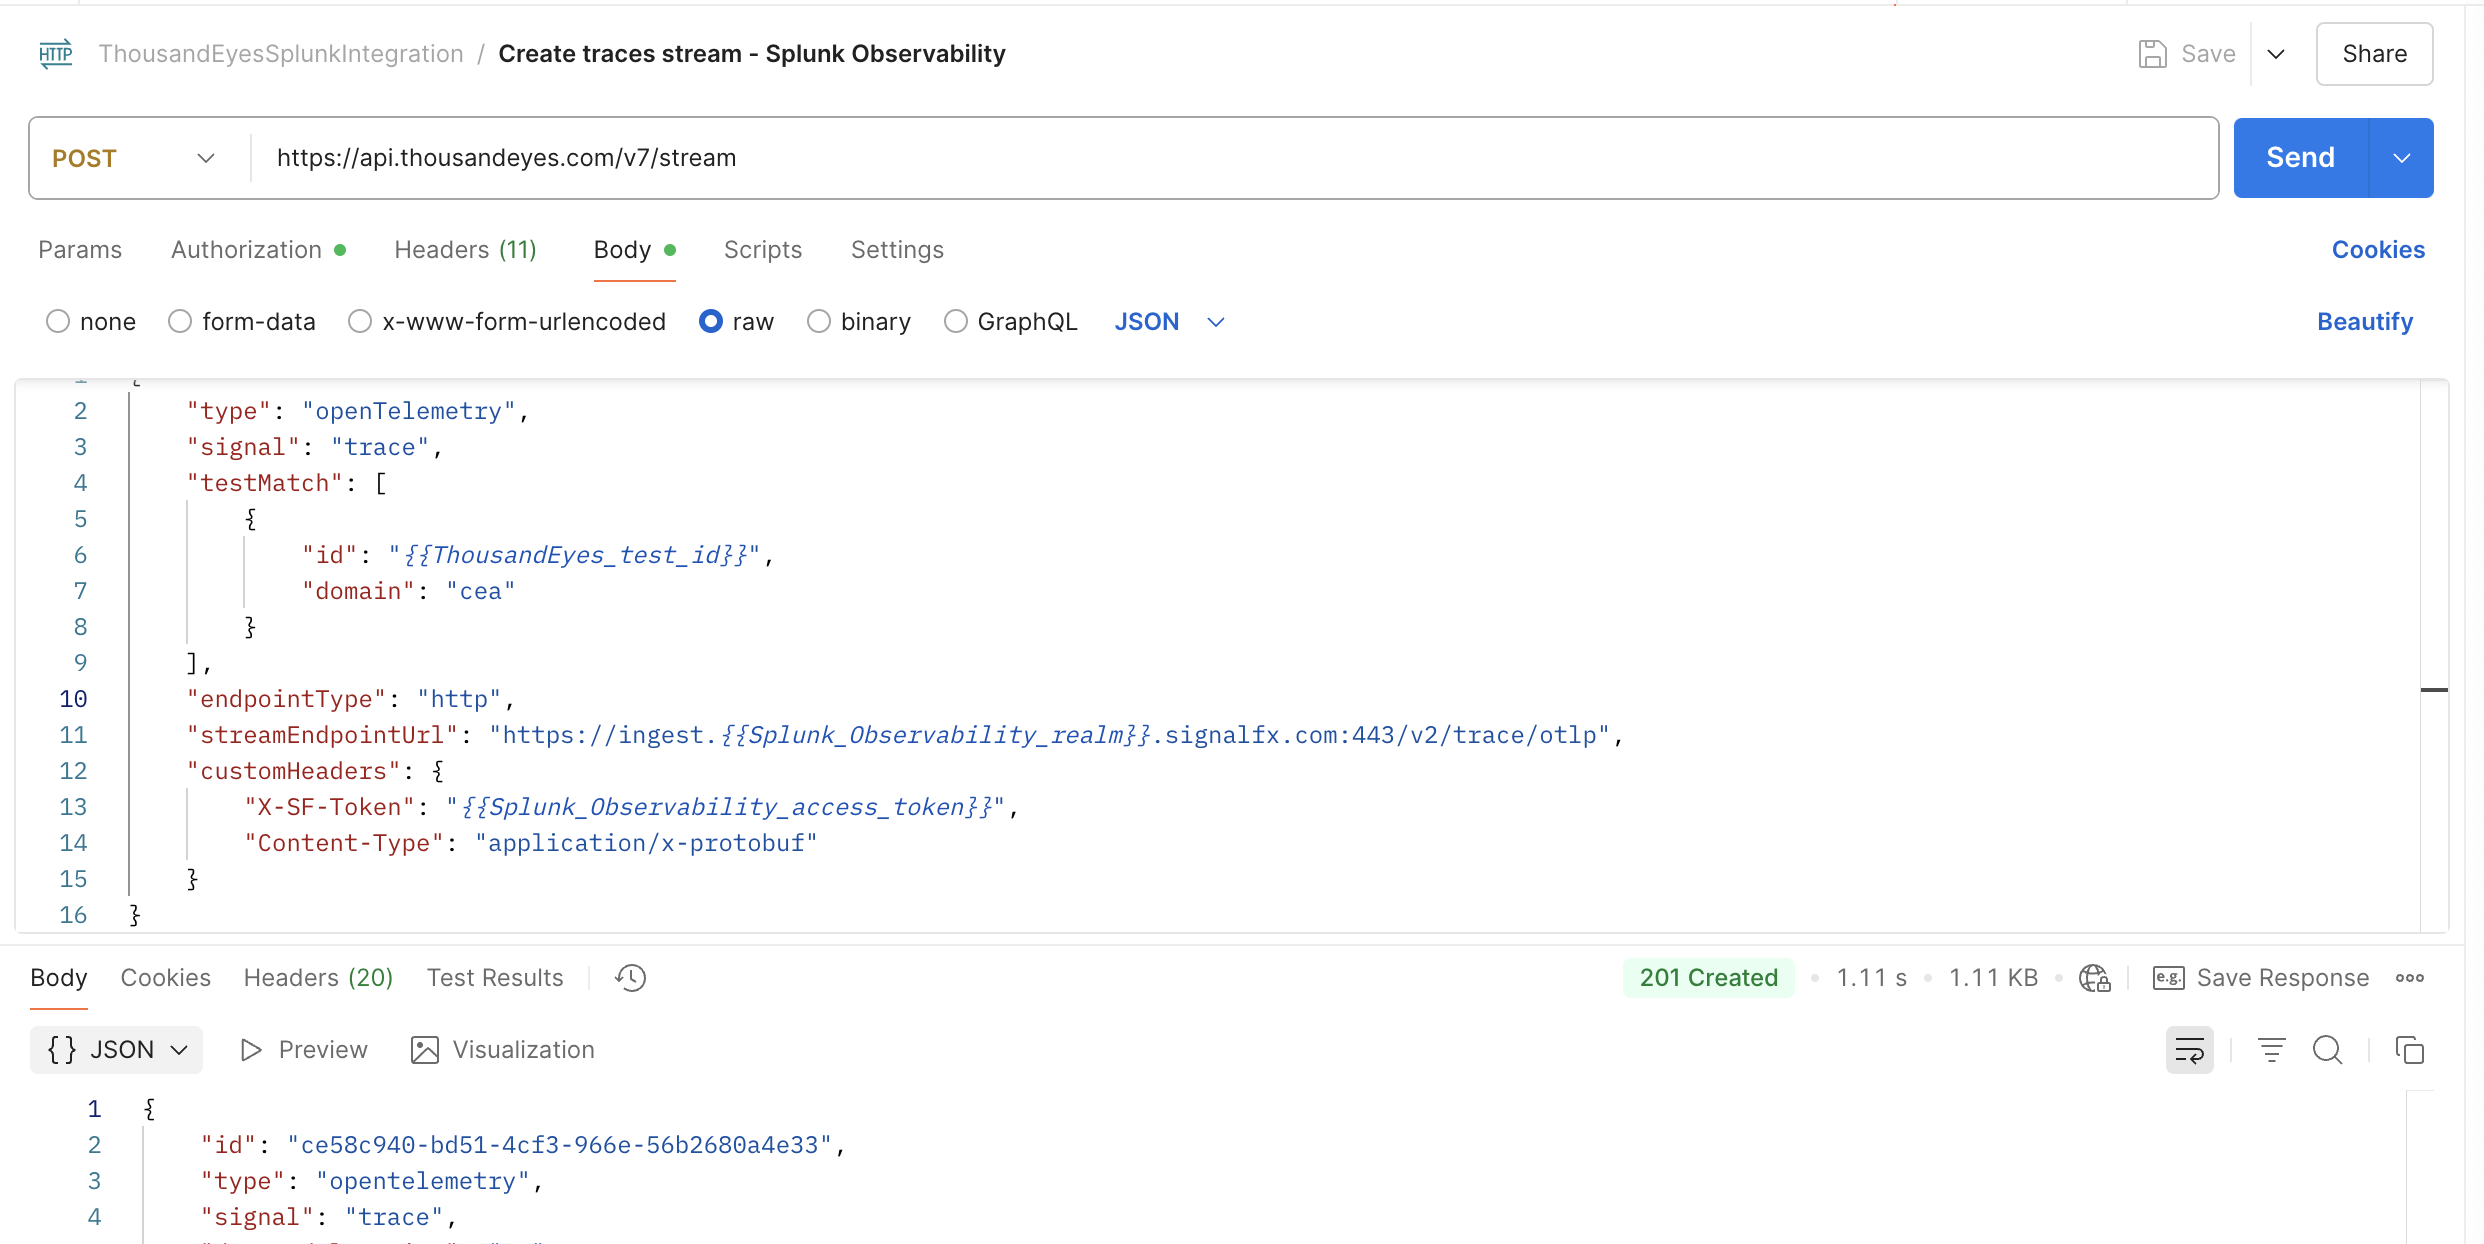 HTTP ThousandEyesSplunkIntegration / Create traces stream - Splunk Observability Save Share
POST https://api.thousandeyes.com/v7/stream Send
Params Authorization Headers (11) Body Scripts Settings Cookies
none form-data x-www-form-urlencoded raw binary GraphQL JSON Beautify
2 "type": "openTelemetry",
3 "signal": "trace",
4 "testMatch": [
5 {
6 "id": "{{ThousandEyes_test_id}}",
7 "domain": "cea"
8 }
9 ],
10 "endpointType": "http",
11 "streamEndpointUrl": "https://ingest.{{Splunk_Observability_realm}}.signalfx.com:443/v2/trace/otlp",
12 "customHeaders": {
13 "X-SF-Token": "{{Splunk_Observability_access_token}}",
14 "Content-Type": "application/x-protobuf"
15 }
16 }
Body Cookies Headers (20) Test Results 201 Created • 1.11 s • 1.11 KB • e.g. Save Response
{} JSON Preview Visualization
1 {
2 "id": "ce58c940-bd51-4cf3-966e-56b2680a4e33",
3 "type": "opentelemetry",
4 "signal": "trace",